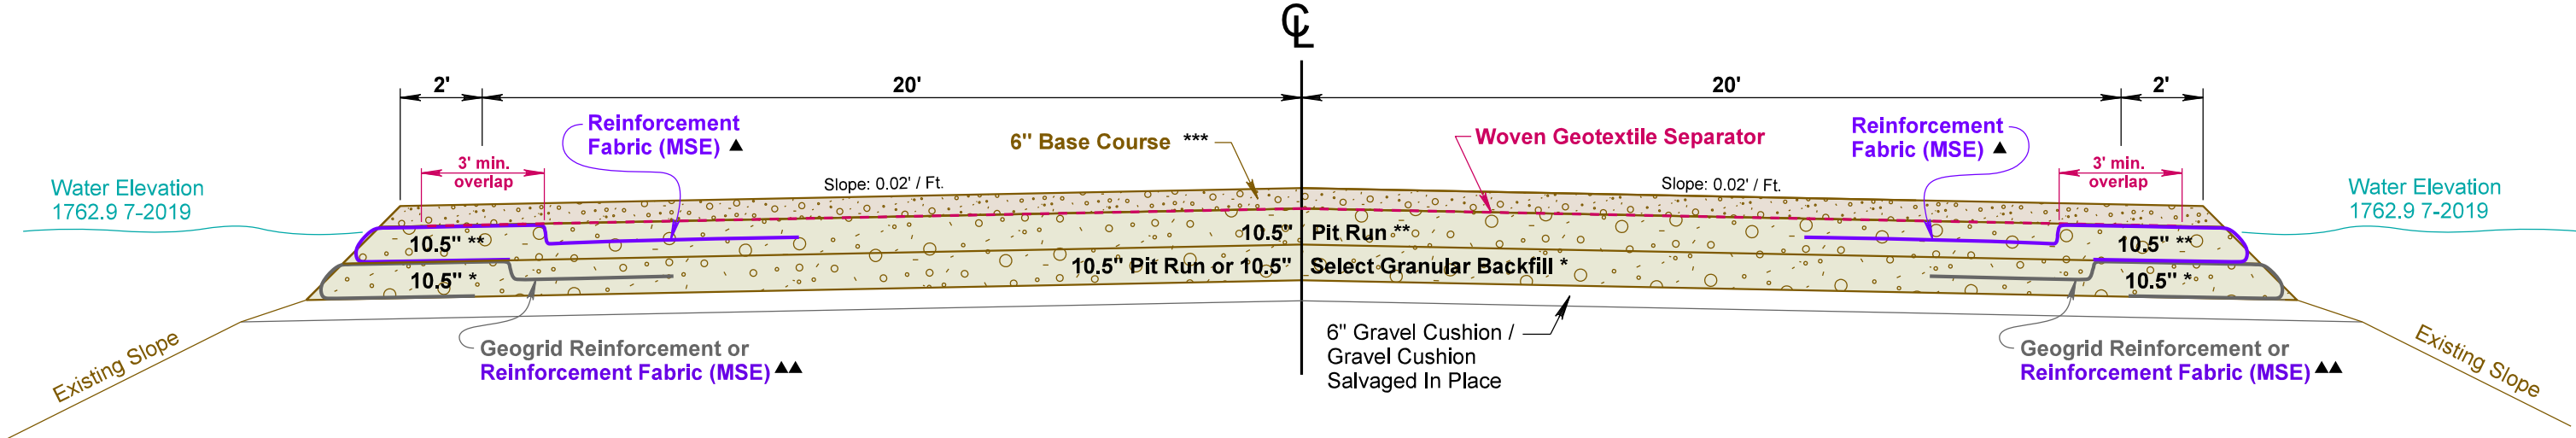 ℄
2'
20'
20'
2'
Reinforcement
Fabric (MSE) ▲
6" Base Course ***
Woven Geotextile Separator
Reinforcement
Fabric (MSE) ▲
3' min.
overlap
3' min.
overlap
Water Elevation
1762.9 7-2019
Slope: 0.02' / Ft.
Slope: 0.02' / Ft.
Water Elevation
1762.9 7-2019
10.5" **
10.5" Pit Run **
10.5" **
10.5" *
10.5" Pit Run or 10.5" Select Granular Backfill *
10.5" *
6" Gravel Cushion /
Gravel Cushion
Salvaged In Place
Existing Slope
Geogrid Reinforcement or
Reinforcement Fabric (MSE) ▲▲
Geogrid Reinforcement or
Reinforcement Fabric (MSE) ▲▲
Existing Slope